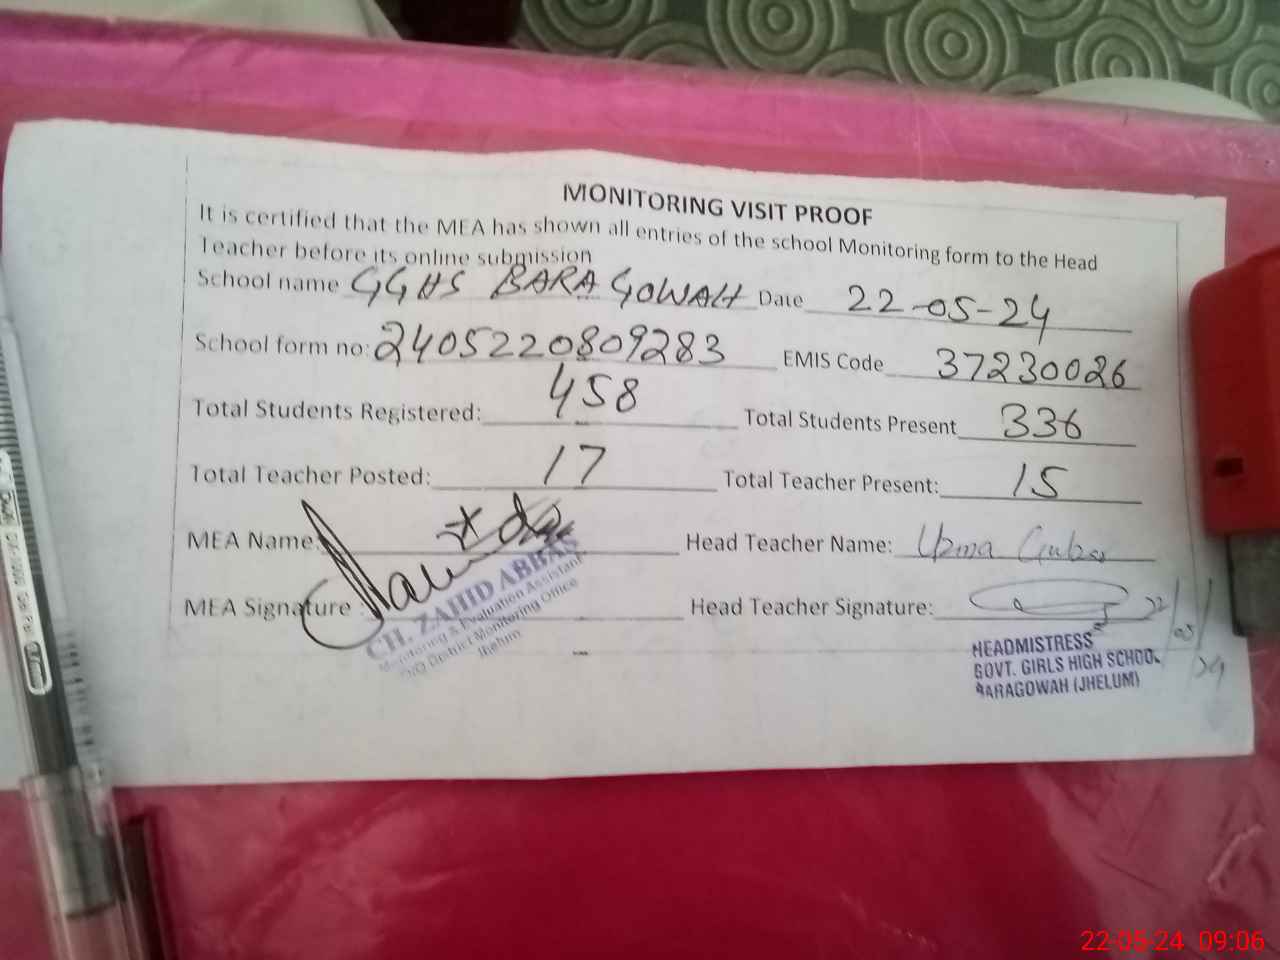 MONITORING VISIT PROOF
It is certified that the MEA has shown all entries of the school Monitoring form to the Head
Teacher before its online submission
School name GGHS BARA GOWAH Date 22-05-24
School form no: 2405220809283 EMIS Code 37230026
Total Students Registered: 458 Total Students Present 336
Total Teacher Posted: 17 Total Teacher Present: 15
MEA Name: Head Teacher Name: Uzma
MEA Signature : Head Teacher Signature: 22/05/24
CH. ZAHID ABBAS
Monitoring & Evaluation Assistant
O/O District Monitoring Office
Jhelum
HEADMISTRESS
GOVT. GIRLS HIGH SCHOOL
BARAGOWAH (JHELUM)
22-05-24 09:06